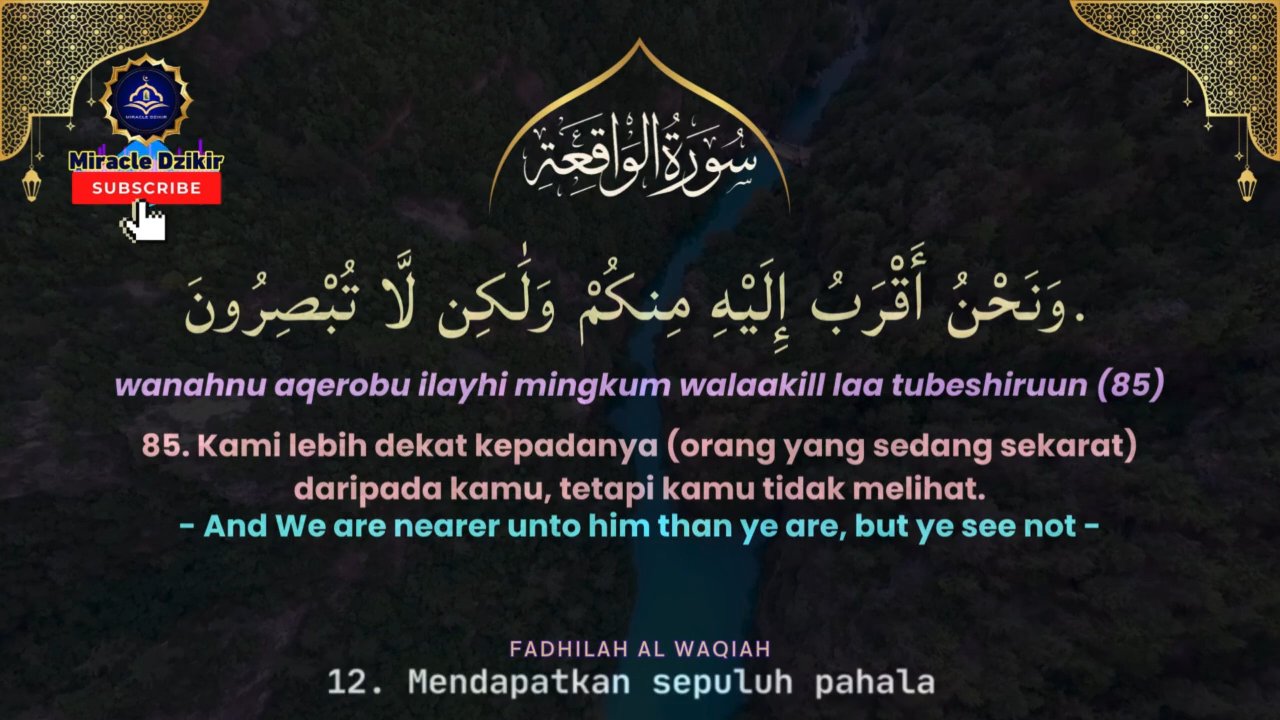 MIRACLE DZIKIR
Miracle Dzikir
SUBSCRIBE
سُورَةُ الوَاقِعَةِ
وَنَحْنُ أَقْرَبُ إِلَيْهِ مِنكُمْ وَلَٰكِن لَّا تُبْصِرُونَ.
wanahnu aqerobu ilayhi mingkum walaakill laa tubeshiruun (85)
85. Kami lebih dekat kepadanya (orang yang sedang sekarat)
daripada kamu, tetapi kamu tidak melihat.
- And We are nearer unto him than ye are, but ye see not -
FADHILAH AL WAQIAH
12. Mendapatkan sepuluh pahala